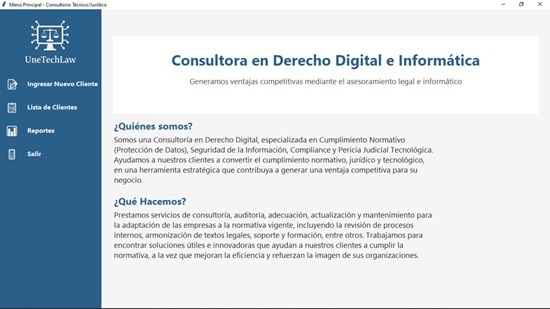 Menú Principal - Consultorio Técnico/Jurídico
UneTechLaw
Ingresar Nuevo Cliente
Lista de Clientes
Reportes
Salir
Consultora en Derecho Digital e Informática
Generamos ventajas competitivas mediante el asesoramiento legal e informático
¿Quiénes somos?
Somos una Consultoría en Derecho Digital, especializada en Cumplimiento Normativo
(Protección de Datos), Seguridad de la Información, Compliance y Pericia Judicial Tecnológica.
Ayudamos a nuestros clientes a convertir el cumplimiento normativo, jurídico y tecnológico,
en una herramienta estratégica que contribuya a generar una ventaja competitiva para su
negocio.
¿Qué Hacemos?
Prestamos servicios de consultoría, auditoría, adecuación, actualización y mantenimiento para
la adaptación de las empresas a la normativa vigente, incluyendo la revisión de procesos
internos, armonización de textos legales, soporte y formación, entre otros. Trabajamos para
encontrar soluciones útiles e innovadoras que ayudan a nuestros clientes a cumplir la
normativa, a la vez que mejoran la eficiencia y refuerzan la imagen de sus organizaciones.